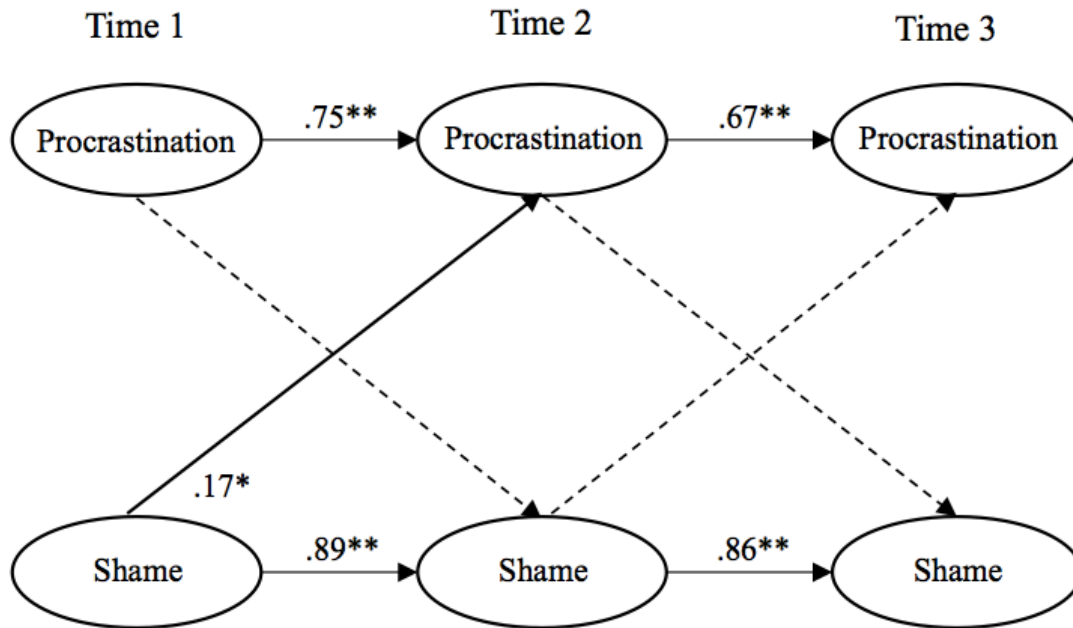 Time 1
Time 2
Time 3
Procrastination
.75**
Procrastination
.67**
Procrastination
.17*
Shame
.89**
Shame
.86**
Shame